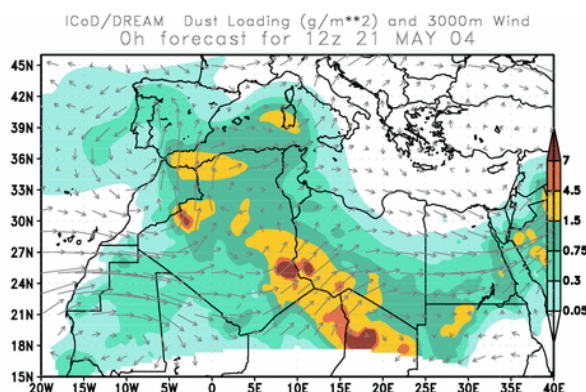 ICoD/DREAM Dust Loading (g/m**2) and 3000m Wind
0h forecast for 12z 21 MAY 04
45N
42N
39N
36N
33N
30N
27N
24N
21N
18N
15N
20W 15W 10W 5W 0 5E 10E 15E 20E 25E 30E 35E 40E
7
4.5
1.5
0.75
0.3
0.05